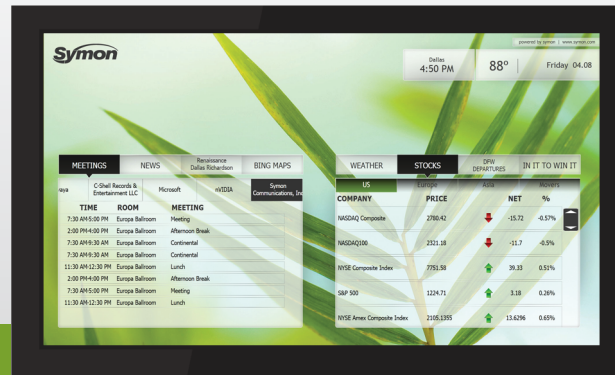 Symon
powered by symon | www.symon.com
Dallas
4:50 PM
88°
Friday 04.08
MEETINGS
NEWS
Renaissance
Dallas Richardson
BING MAPS
C-Shell Records &
Entertainment LLC
Microsoft
nVIDIA
Symon
Communications, Inc
TIME ROOM MEETING
7:30 AM-5:00 PM Europa Ballroom Meeting
2:00 PM-4:00 PM Europa Ballroom Afternoon Break
7:30 AM-9:30 AM Europa Ballroom Continental
7:30 AM-9:30 AM Europa Ballroom Continental
11:30 AM-12:30 PM Europa Ballroom Lunch
2:00 PM-4:00 PM Europa Ballroom Afternoon Break
7:30 AM-5:00 PM Europa Ballroom Meeting
11:30 AM-12:30 PM Europa Ballroom Lunch
WEATHER
STOCKS
DFW
DEPARTURES
IN IT TO WIN IT
US
Europe
Asia
Movers
COMPANY PRICE NET %
NASDAQ Composite 2780.42 -15.72 -0.57%
NASDAQ100 2321.18 -11.7 -0.5%
NYSE Composite Index 7751.58 39.33 0.51%
S&P 500 1224.71 3.18 0.26%
NYSE Amex Composite Index 2105.1355 13.6296 0.65%